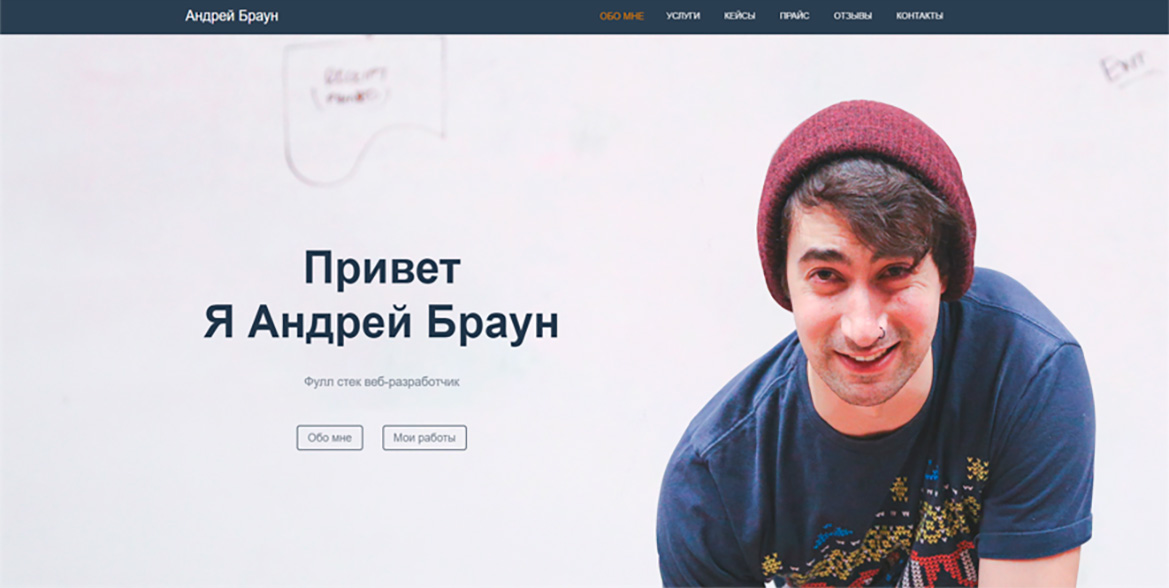 Андрей Браун
ОБО МНЕ УСЛУГИ КЕЙСЫ ПРАЙС ОТЗЫВЫ КОНТАКТЫ
EXIT
Привет
Я Андрей Браун
Фулл стек веб-разработчик
Обо мне Мои работы